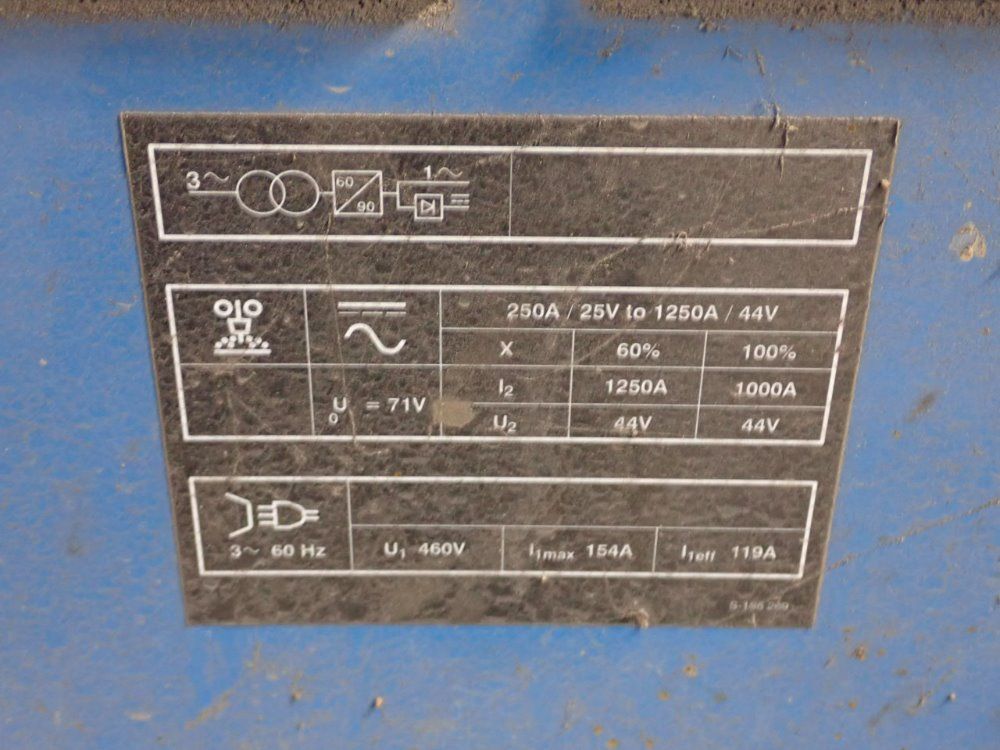 3~ 60 90 1~
250A / 25V to 1250A / 44V
X 60% 100%
I2 1250A 1000A
U0 = 71V
U2 44V 44V
3~ 60 Hz U1 460V I1max 154A I1eff 119A